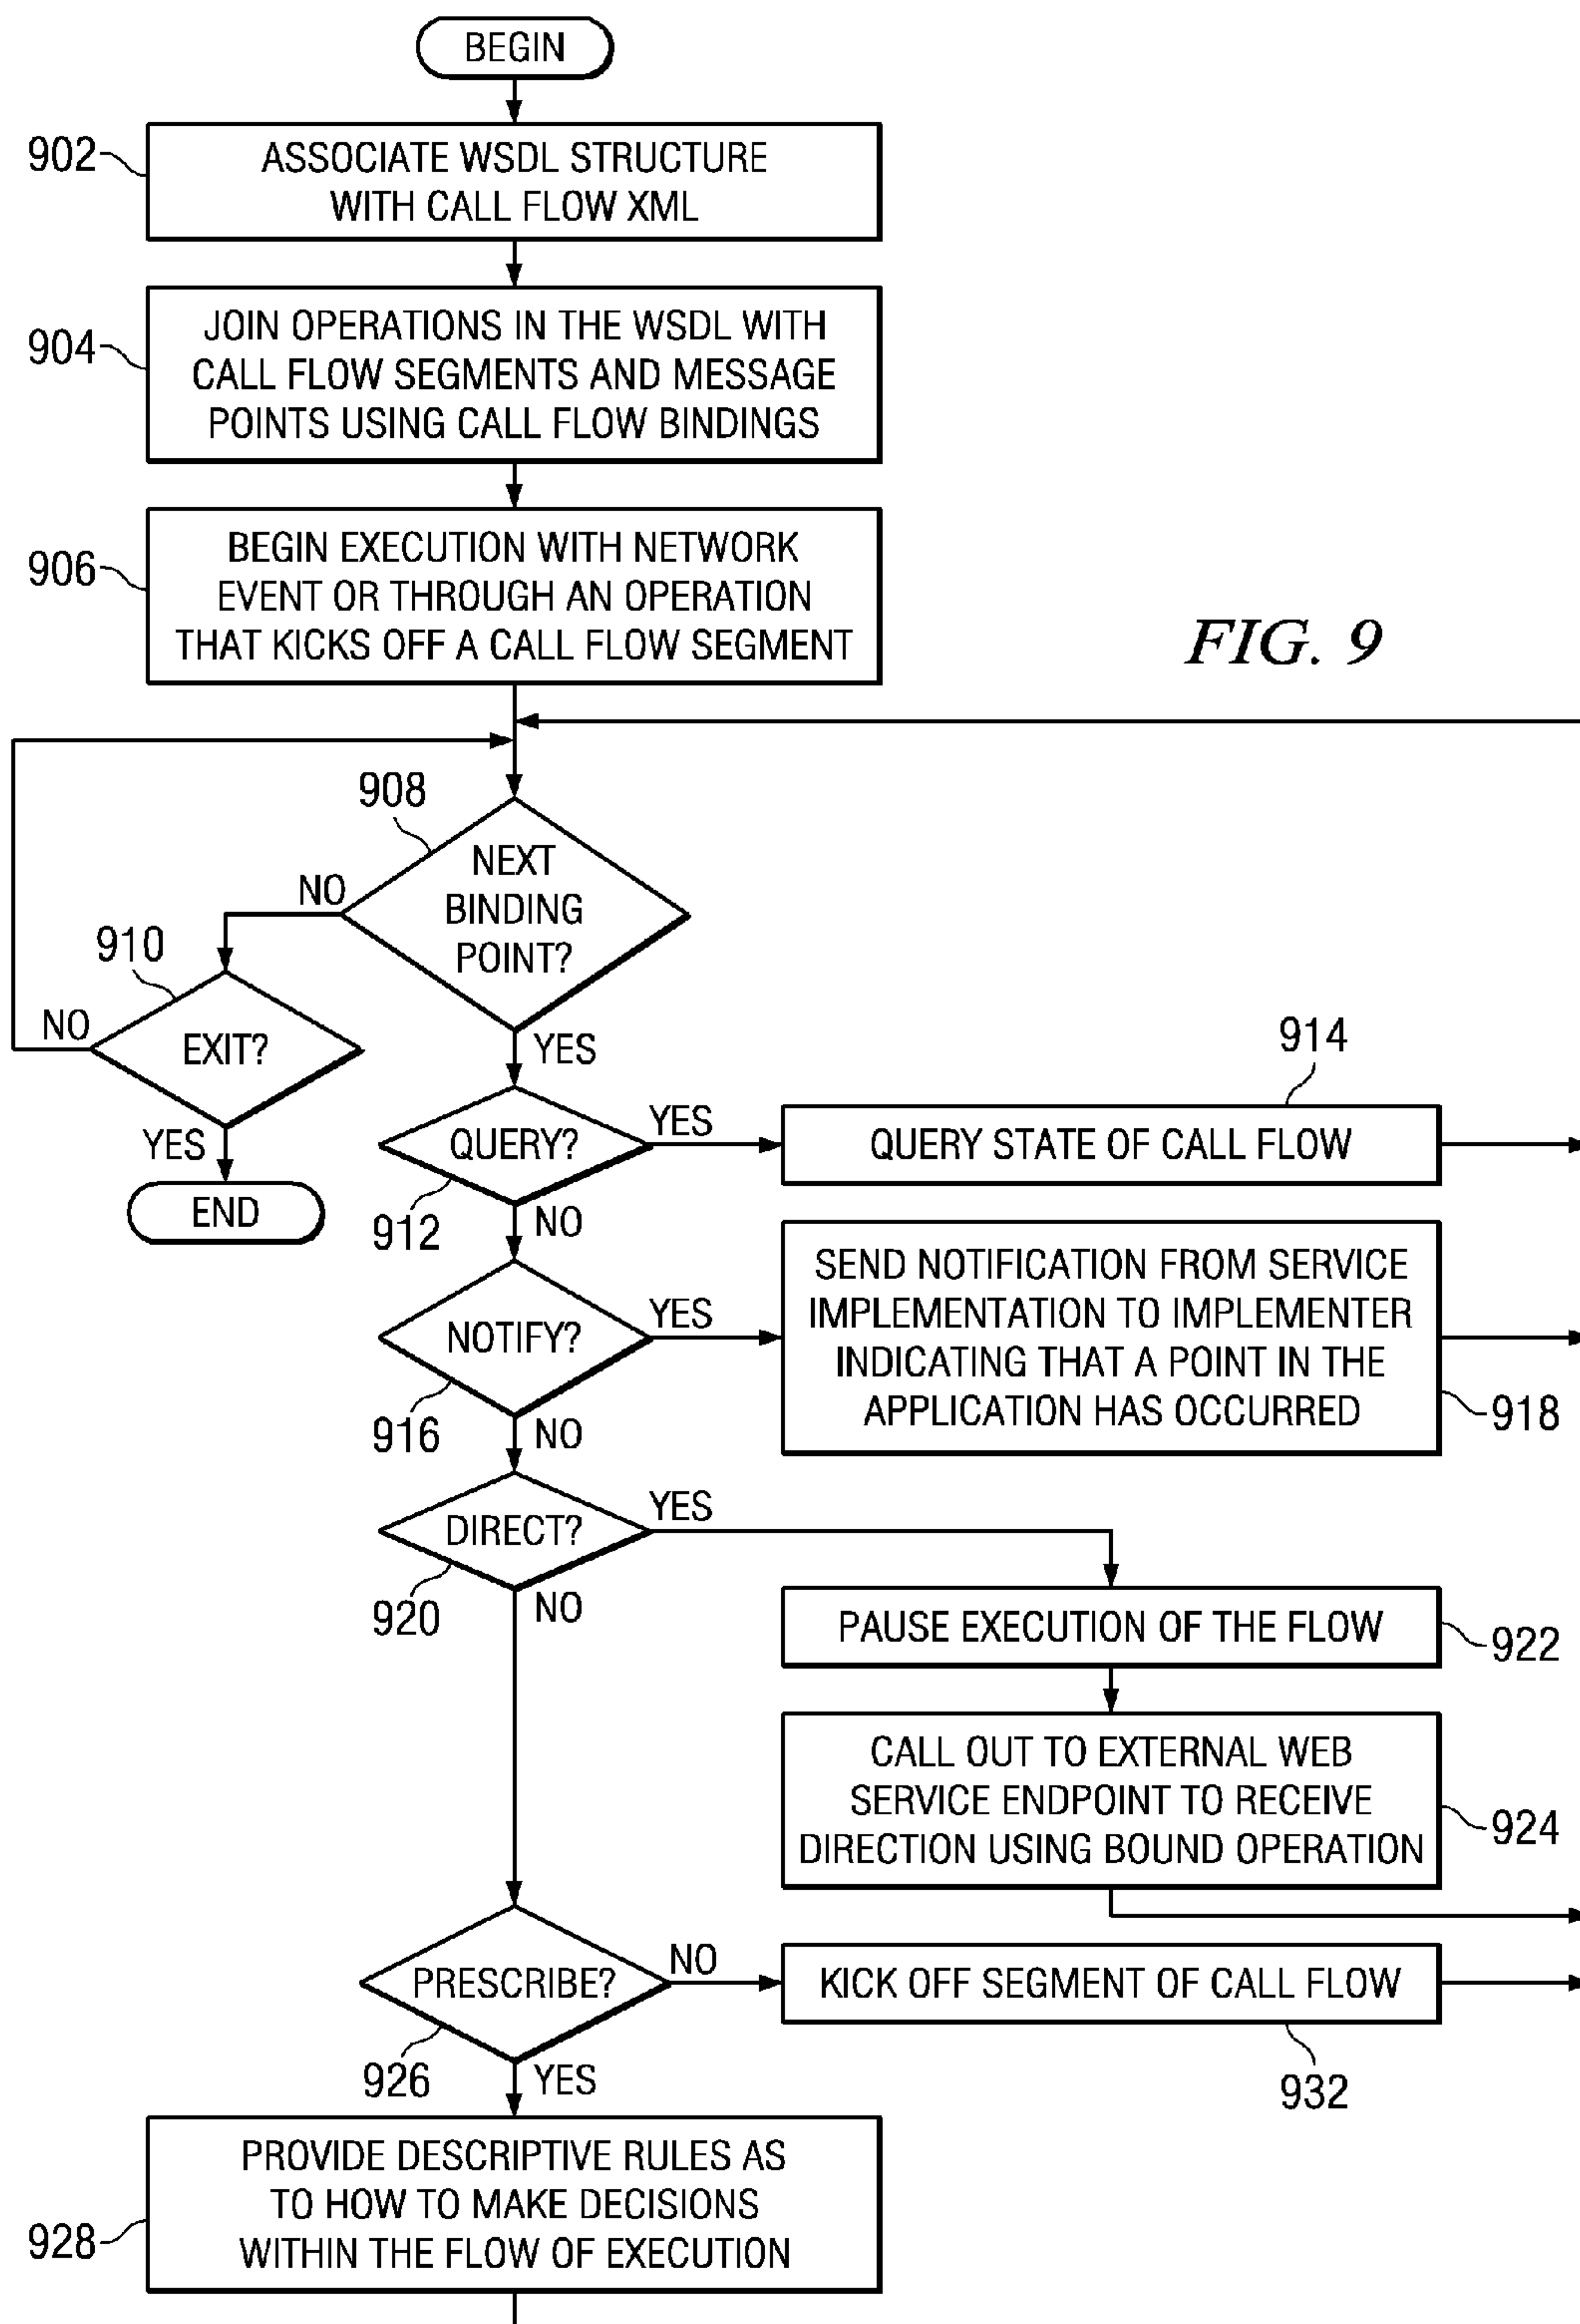 BEGIN
902
ASSOCIATE WSDL STRUCTURE
WITH CALL FLOW XML
904
JOIN OPERATIONS IN THE WSDL WITH
CALL FLOW SEGMENTS AND MESSAGE
POINTS USING CALL FLOW BINDINGS
906
BEGIN EXECUTION WITH NETWORK
EVENT OR THROUGH AN OPERATION
THAT KICKS OFF A CALL FLOW SEGMENT
FIG. 9
908
NEXT
BINDING
POINT?
NO
YES
910
EXIT?
NO
YES
END
QUERY?
912
YES
NO
914
QUERY STATE OF CALL FLOW
NOTIFY?
916
YES
NO
SEND NOTIFICATION FROM SERVICE
IMPLEMENTATION TO IMPLEMENTER
INDICATING THAT A POINT IN THE
APPLICATION HAS OCCURRED
918
DIRECT?
920
YES
NO
PAUSE EXECUTION OF THE FLOW
922
CALL OUT TO EXTERNAL WEB
SERVICE ENDPOINT TO RECEIVE
DIRECTION USING BOUND OPERATION
924
PRESCRIBE?
926
NO
YES
KICK OFF SEGMENT OF CALL FLOW
932
928
PROVIDE DESCRIPTIVE RULES AS
TO HOW TO MAKE DECISIONS
WITHIN THE FLOW OF EXECUTION